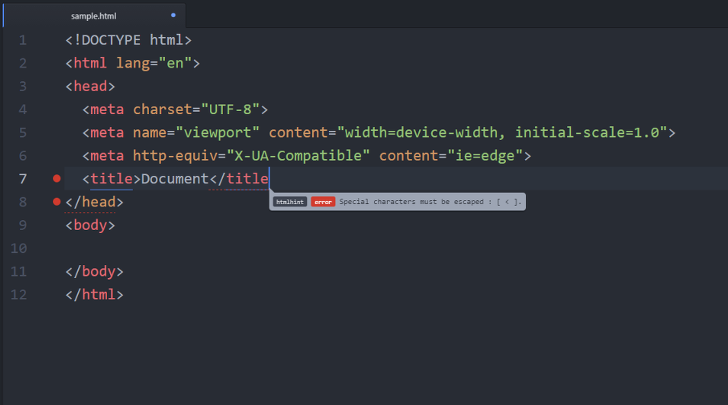 sample.html
1 <!DOCTYPE html>
2 <html lang="en">
3 <head>
4 <meta charset="UTF-8">
5 <meta name="viewport" content="width=device-width, initial-scale=1.0">
6 <meta http-equiv="X-UA-Compatible" content="ie=edge">
7 <title>Document</title
htmlhint error Special characters must be escaped : [ < ].
8 </head>
9 <body>
10
11 </body>
12 </html>